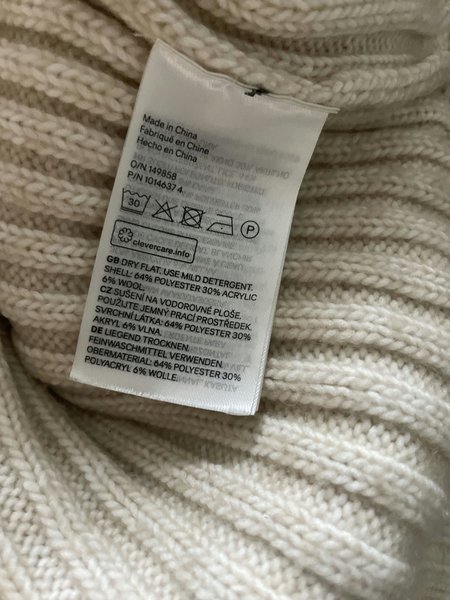 Made in China
Fabriqué en Chine
Hecho en China
O/N 149858
P/N 1014637 4
30
P
clevercare.info
GB DRY FLAT. USE MILD DETERGENT.
SHELL: 64% POLYESTER 30% ACRYLIC
6% WOOL
CZ SUŠENÍ NA VODOROVNÉ PLOŠE.
POUŽIJTE JEMNÝ PRACÍ PROSTŘEDEK.
SVRCHNÍ LÁTKA: 64% POLYESTER 30%
AKRYL 6% VLNA.
DE LIEGEND TROCKNEN.
FEINWASCHMITTEL VERWENDEN
OBERMATERIAL: 64% POLYESTER 30%
POLYACRYL 6% WOLLE